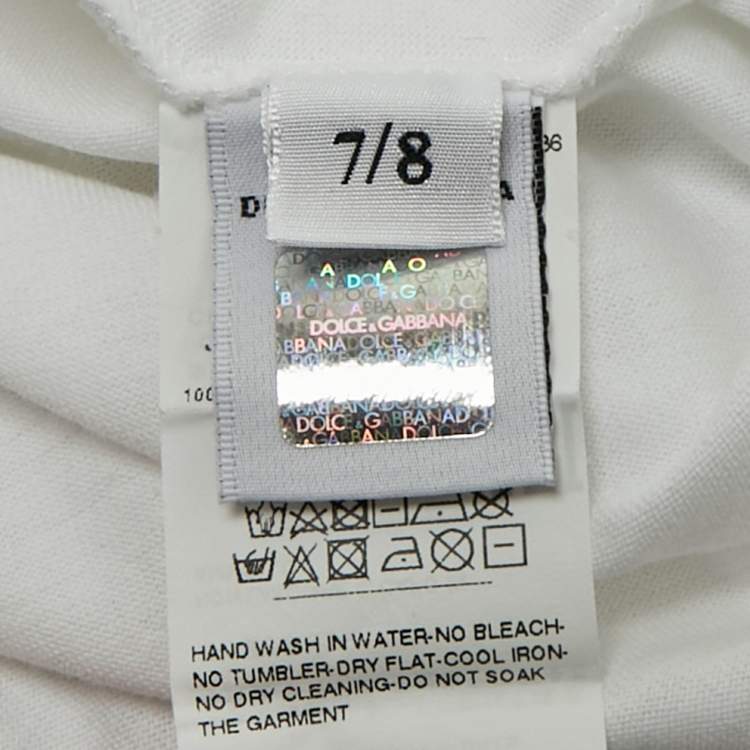 7/8
DOLCE & GABBANA
HAND WASH IN WATER-NO BLEACH-
NO TUMBLER-DRY FLAT-COOL IRON-
NO DRY CLEANING-DO NOT SOAK
THE GARMENT